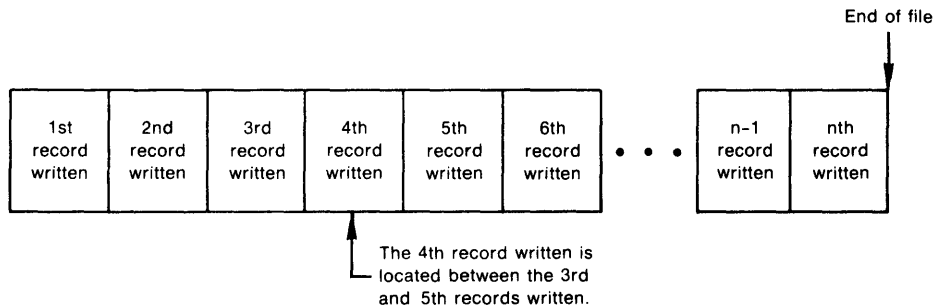 End of file
1st
record
written
2nd
record
written
3rd
record
written
4th
record
written
5th
record
written
6th
record
written
n-1
record
written
nth
record
written
The 4th record written is
located between the 3rd
and 5th records written.